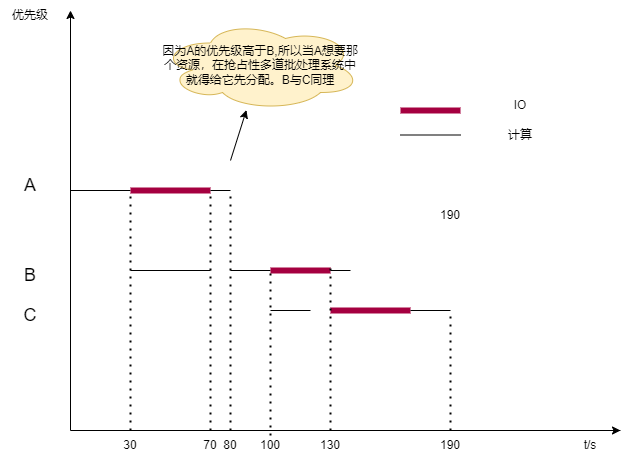 优先级
因为A的优先级高于B,所以当A想要那
个资源，在抢占性多道批处理系统中
就得给它先分配。B与C同理
IO
计算
A
190
B
C
30
70
80
100
130
190
t/s